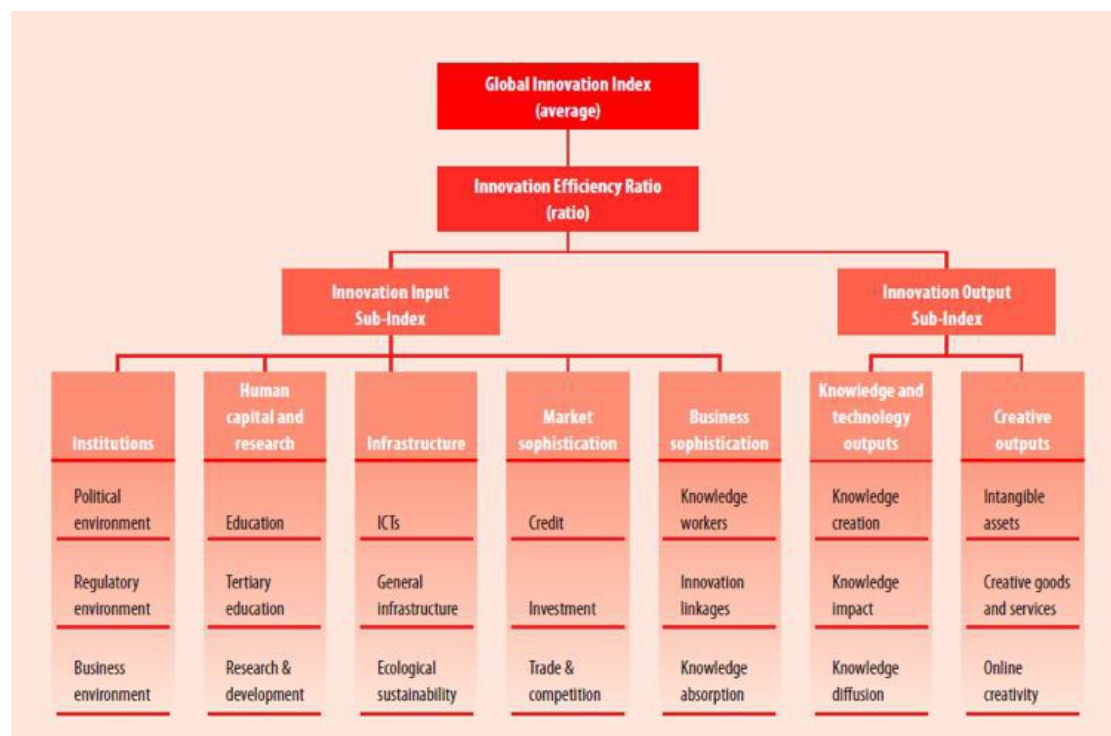 Global Innovation Index
(average)
Innovation Efficiency Ratio
(ratio)
Innovation Input
Sub-Index
Innovation Output
Sub-Index
Institutions
Human
capital and
research
Infrastructure
Market
sophistication
Business
sophistication
Knowledge and
technology
outputs
Creative
outputs
Political
environment
Education
ICTs
Credit
Knowledge
workers
Knowledge
creation
Intangible
assets
Regulatory
environment
Tertiary
education
General
infrastructure
Investment
Innovation
linkages
Knowledge
impact
Creative goods
and services
Business
environment
Research &
development
Ecological
sustainability
Trade &
competition
Knowledge
absorption
Knowledge
diffusion
Online
creativity